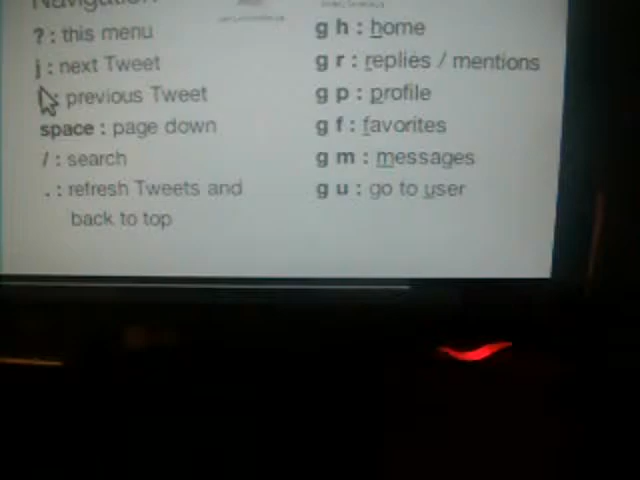 Navigation
? : this menu
j : next Tweet
: previous Tweet
space : page down
/ : search
. : refresh Tweets and
back to top
g h : home
g r : replies / mentions
g p : profile
g f : favorites
g m : messages
g u : go to user